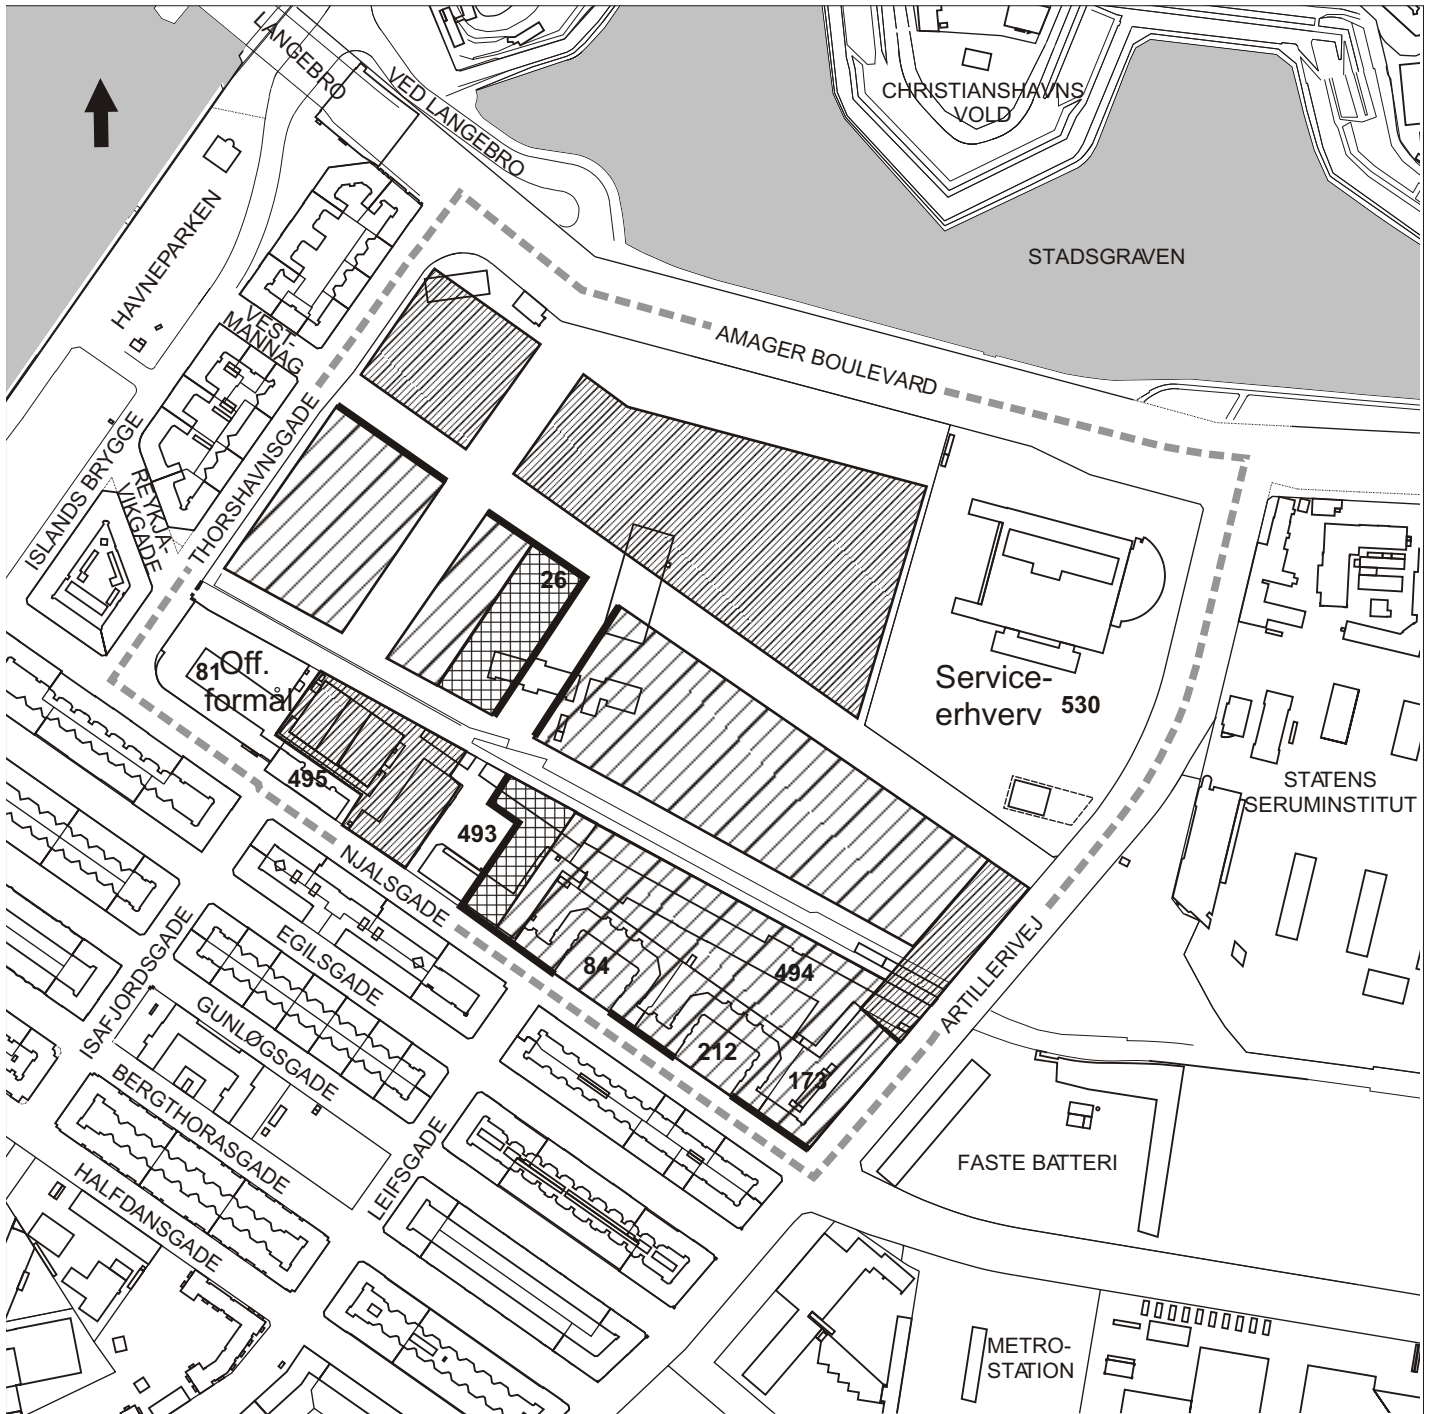 LANGEBRO
VED LANGEBRO
CHRISTIANSHAVNS
VOLD
HAVNEPARKEN
STADSGRAVEN
VEST-
MANNAG
AMAGER BOULEVARD
ISLANDS BRYGGE
REYKJA-
VIKGADE
THORSHAVNSGADE
26
81
Off.
formål
Service-
erhverv
530
495
493
STATENS
SERUMINSTITUT
NJALSGADE
ISAFJORDSGADE
EGILSGADE
84
494
ARTILLERIVEJ
GUNLØGSGADE
212
173
BERGTHORASGADE
LEIFSGADE
HALFDANSGADE
FASTE BATTERI
METRO-
STATION